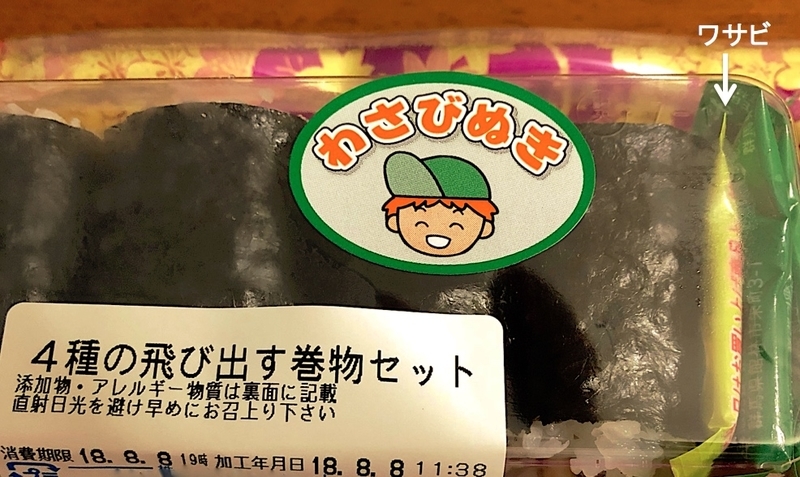 ワサビ
わさびぬき
4種の飛び出す巻物セット
添加物・アレルギー物質は裏面に記載
直射日光を避け早めにお召上り下さい
消費期限 18.8.8 19時 加工年月日 18.8.8 11:38